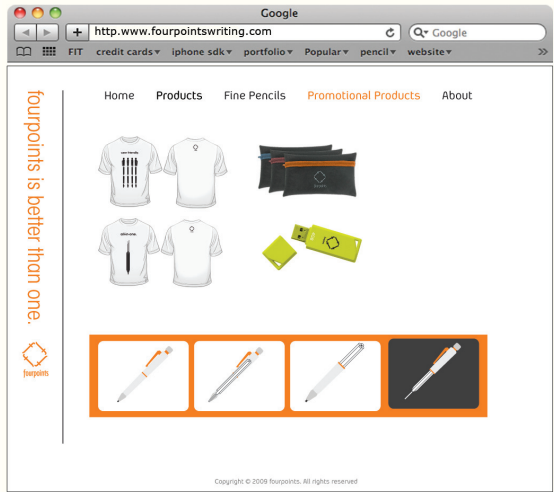 Google
http.www.fourpointswriting.com
Google
FIT credit cards iphone sdk portfolio Popular pencil website
Home Products Fine Pencils Promotional Products About
fourpoints is better than one.
fourpoints
Copyright © 2009 fourpoints. All rights reserved